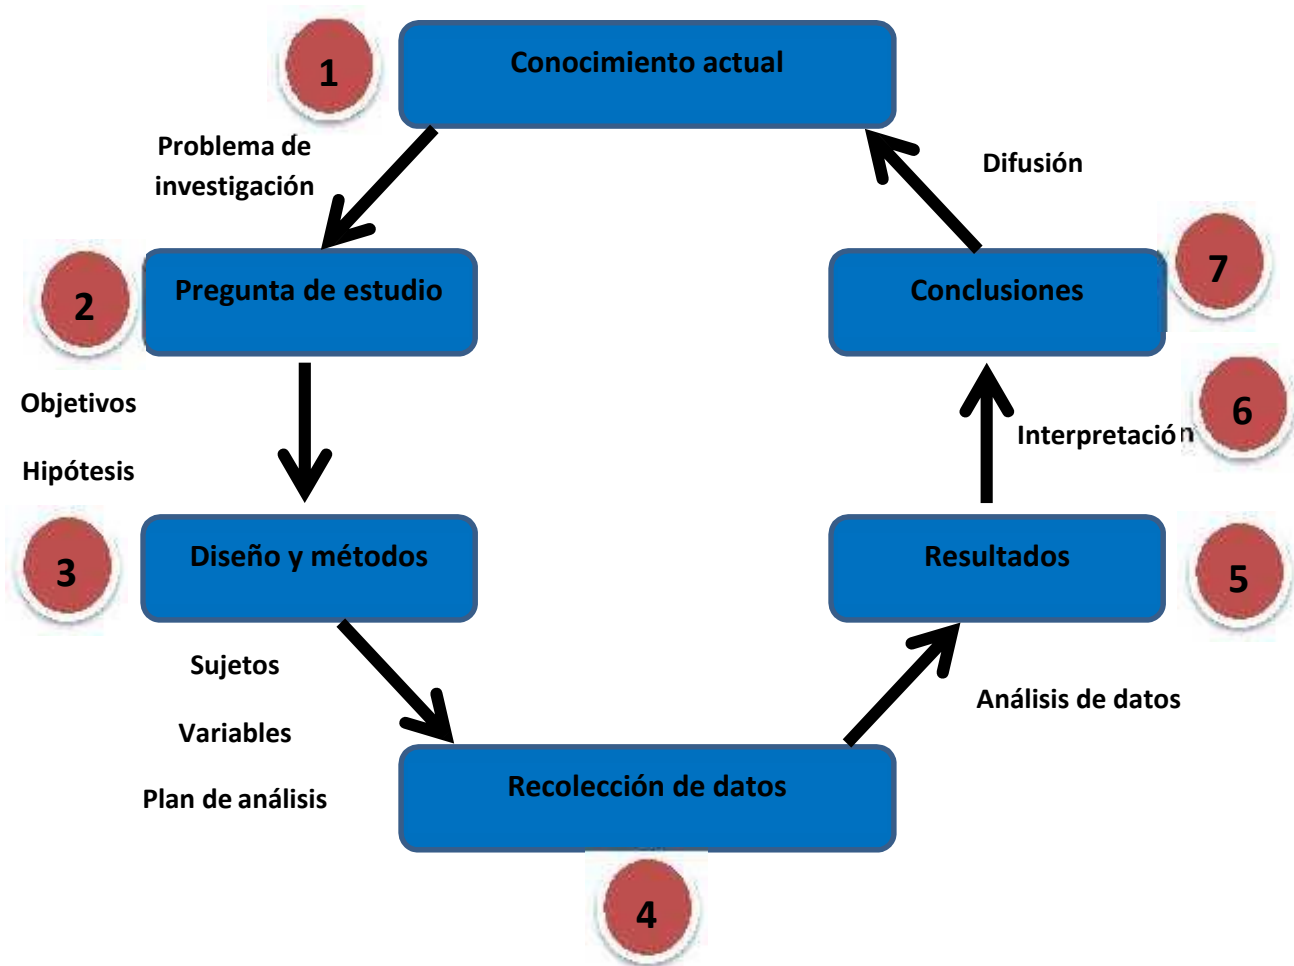 1
Conocimiento actual
Problema de
investigación
Difusión
2
Pregunta de estudio
Conclusiones
7
Objetivos
Hipótesis
Interpretación
6
3
Diseño y métodos
Resultados
5
Sujetos
Variables
Plan de análisis
Análisis de datos
Recolección de datos
4